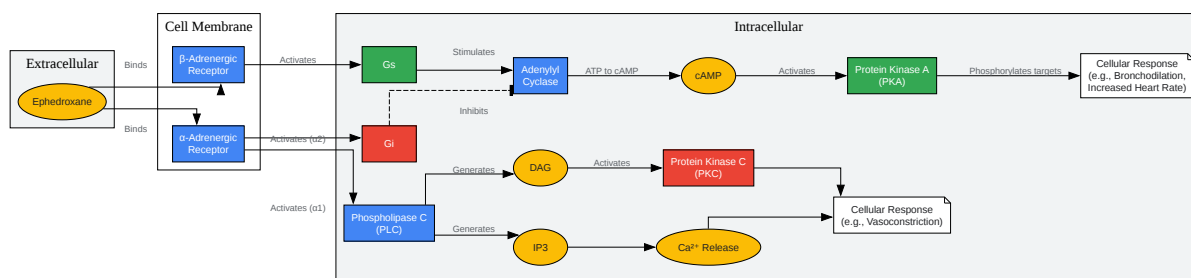 Extracellular
Ephedroxane
Binds
Binds
Cell Membrane
β-Adrenergic
Receptor
α-Adrenergic
Receptor
Intracellular
Activates
Gs
Stimulates
Adenylyl
Cyclase
ATP to cAMP
cAMP
Activates
Protein Kinase A
(PKA)
Phosphorylates targets
Cellular Response
(e.g., Bronchodilation,
Increased Heart Rate)
Inhibits
Activates (α2)
Gi
Activates (α1)
Phospholipase C
(PLC)
Generates
DAG
Activates
Protein Kinase C
(PKC)
Generates
IP3
Ca²⁺ Release
Cellular Response
(e.g., Vasoconstriction)